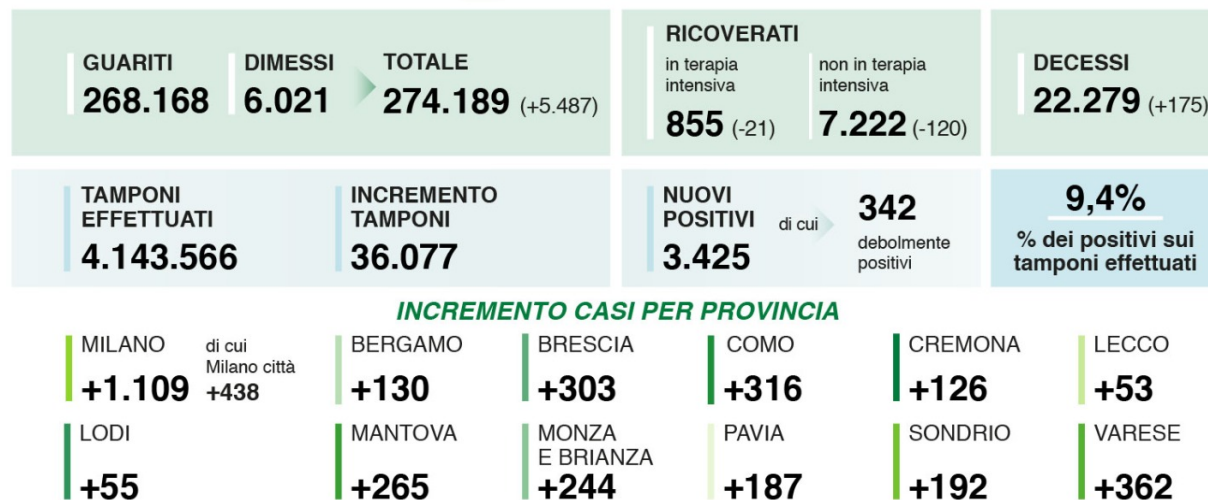 GUARITI
268.168
DIMESSI
6.021
TOTALE
274.189 (+5.487)
RICOVERATI
in terapia
intensiva
855 (-21)
non in terapia
intensiva
7.222 (-120)
DECESSI
22.279 (+175)
TAMPONI
EFFETTUATI
4.143.566
INCREMENTO
TAMPONI
36.077
NUOVI
POSITIVI
3.425
di cui
342
debolmente
positivi
9,4%
% dei positivi sui
tamponi effettuati
INCREMENTO CASI PER PROVINCIA
MILANO
+1.109
di cui
Milano città
+438
BERGAMO
+130
BRESCIA
+303
COMO
+316
CREMONA
+126
LECCO
+53
LODI
+55
MANTOVA
+265
MONZA
E BRIANZA
+244
PAVIA
+187
SONDRIO
+192
VARESE
+362